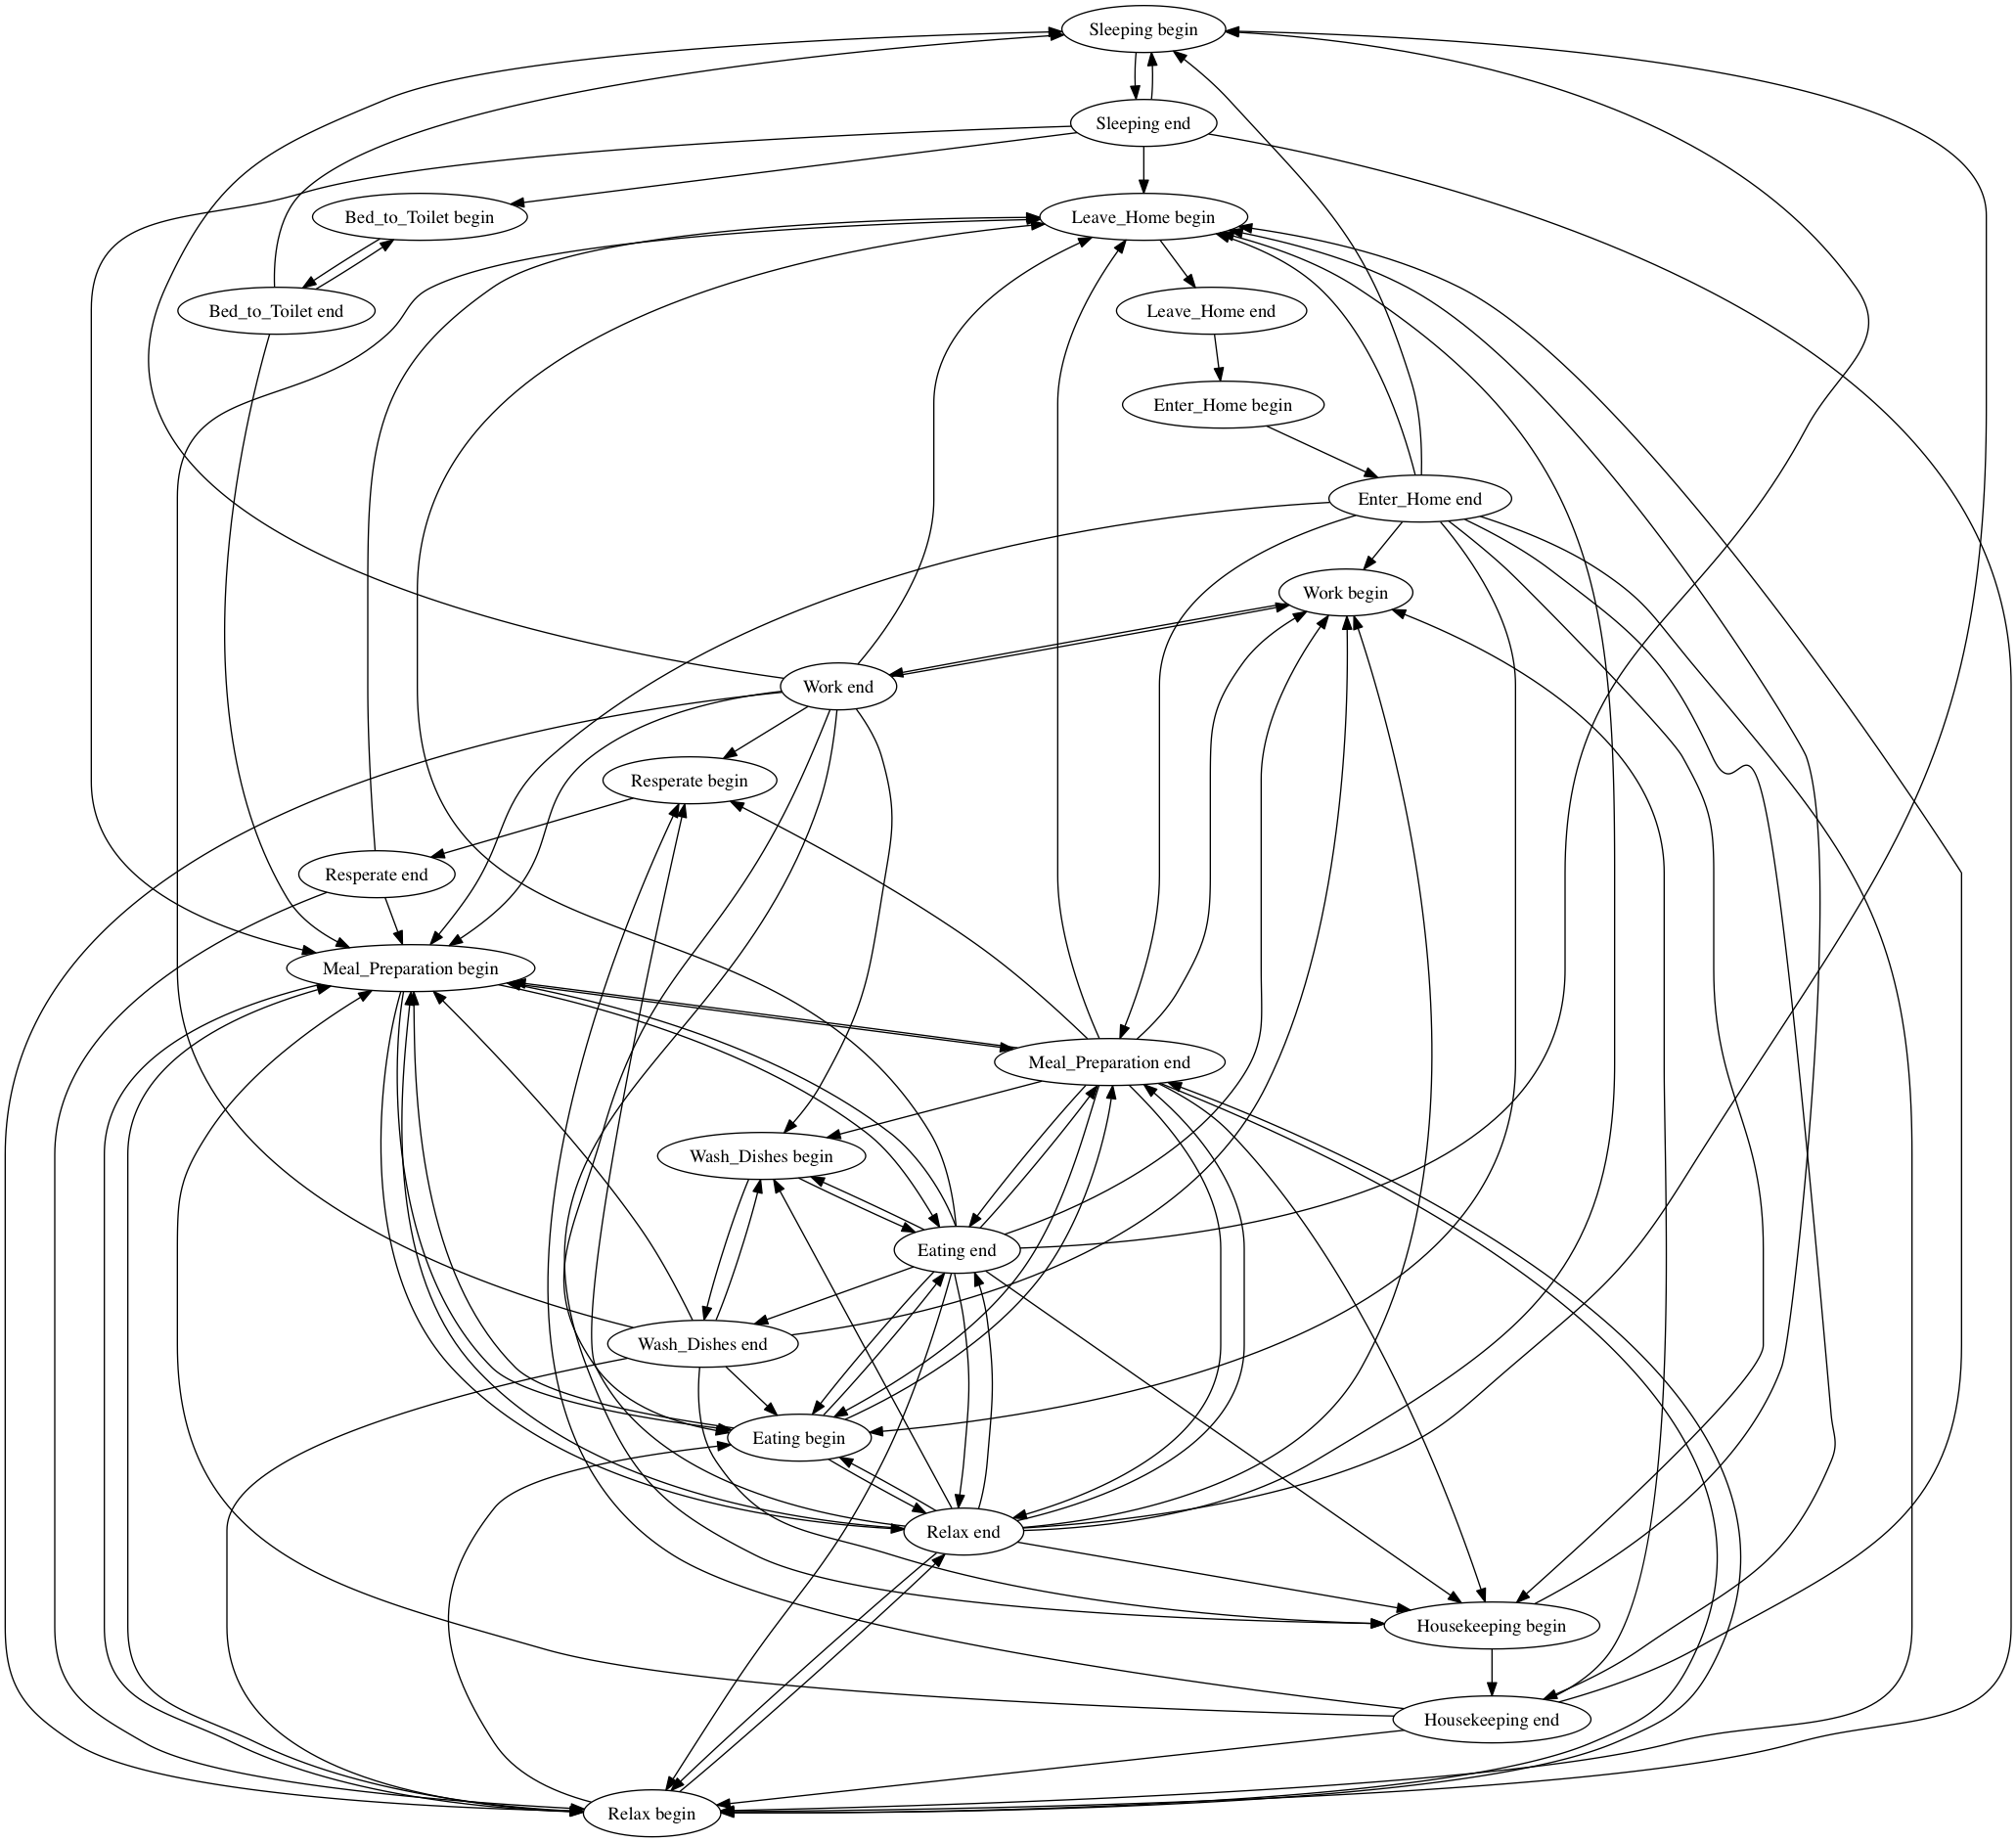 Sleeping begin
Sleeping end
Bed_to_Toilet begin
Leave_Home begin
Bed_to_Toilet end
Leave_Home end
Enter_Home begin
Enter_Home end
Work begin
Work end
Resperate begin
Resperate end
Meal_Preparation begin
Meal_Preparation end
Wash_Dishes begin
Eating end
Wash_Dishes end
Eating begin
Relax end
Housekeeping begin
Housekeeping end
Relax begin